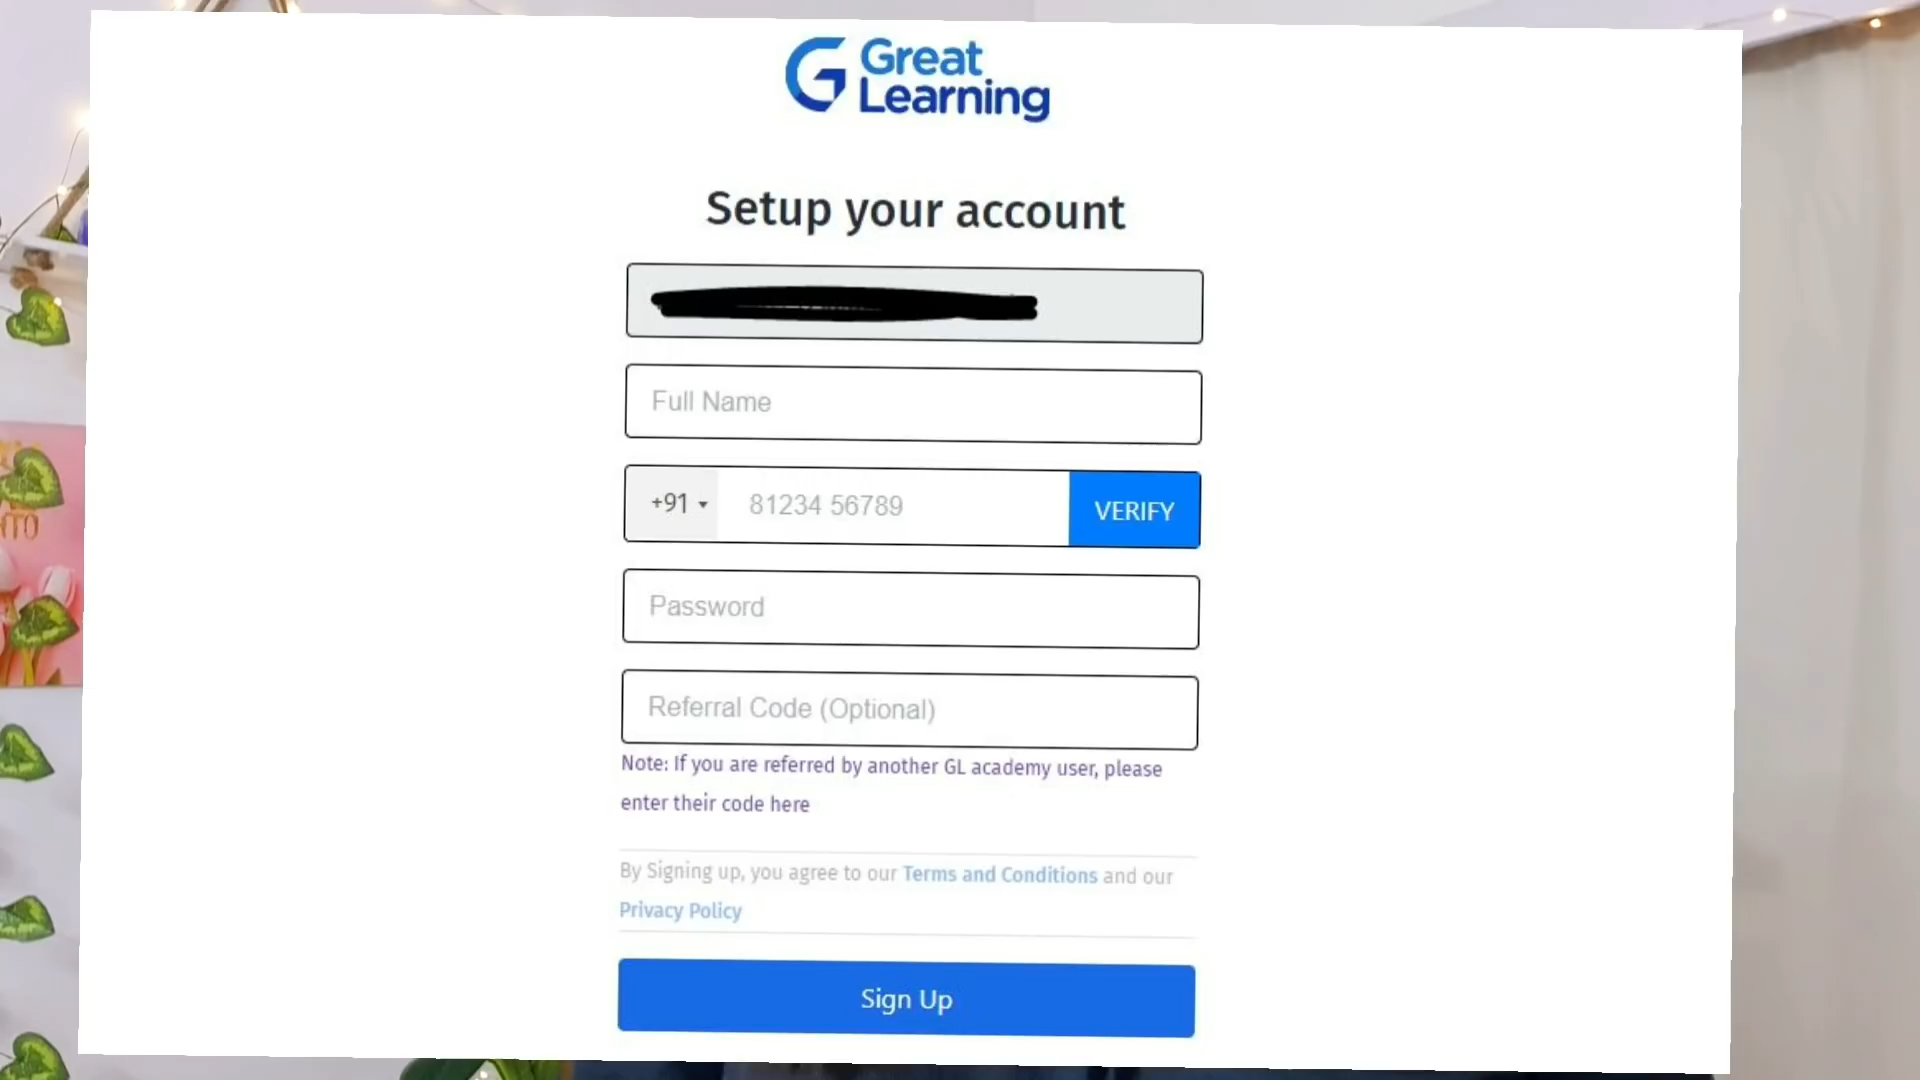 Great
Learning
Setup your account
Full Name
+91
81234 56789
VERIFY
Password
Referral Code (Optional)
Note: If you are referred by another GL academy user, please
enter their code here
By Signing up, you agree to our Terms and Conditions and our
Privacy Policy
Sign Up